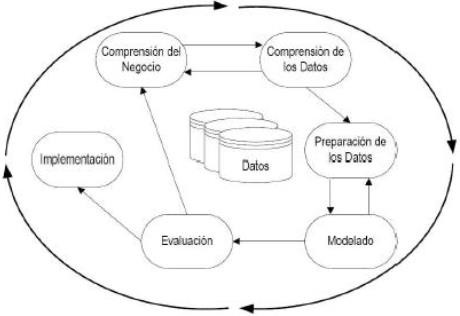 Comprensión del
Negocio
Comprensión de
los Datos
Preparación de
los Datos
Datos
Implementación
Evaluación
Modelado